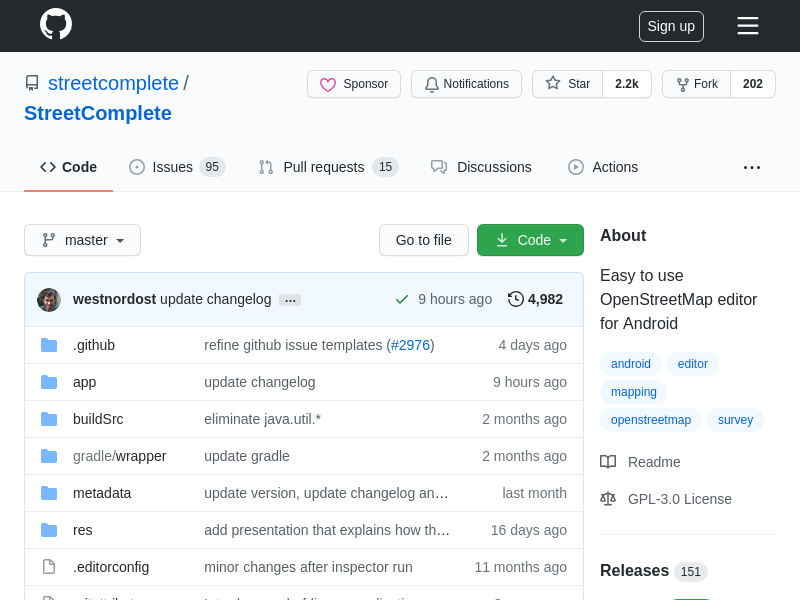 Sign up
streetcomplete /
StreetComplete
Sponsor
Notifications
Star 2.2k
Fork 202
Code
Issues 95
Pull requests 15
Discussions
Actions
master
Go to file
Code
westnordost update changelog ...
9 hours ago
4,982
.github refine github issue templates (#2976) 4 days ago
app update changelog 9 hours ago
buildSrc eliminate java.util.* 2 months ago
gradle/wrapper update gradle 2 months ago
metadata update version, update changelog an… last month
res add presentation that explains how th… 16 days ago
.editorconfig minor changes after inspector run 11 months ago
About
Easy to use
OpenStreetMap editor
for Android
android editor
mapping
openstreetmap survey
Readme
GPL-3.0 License
Releases 151